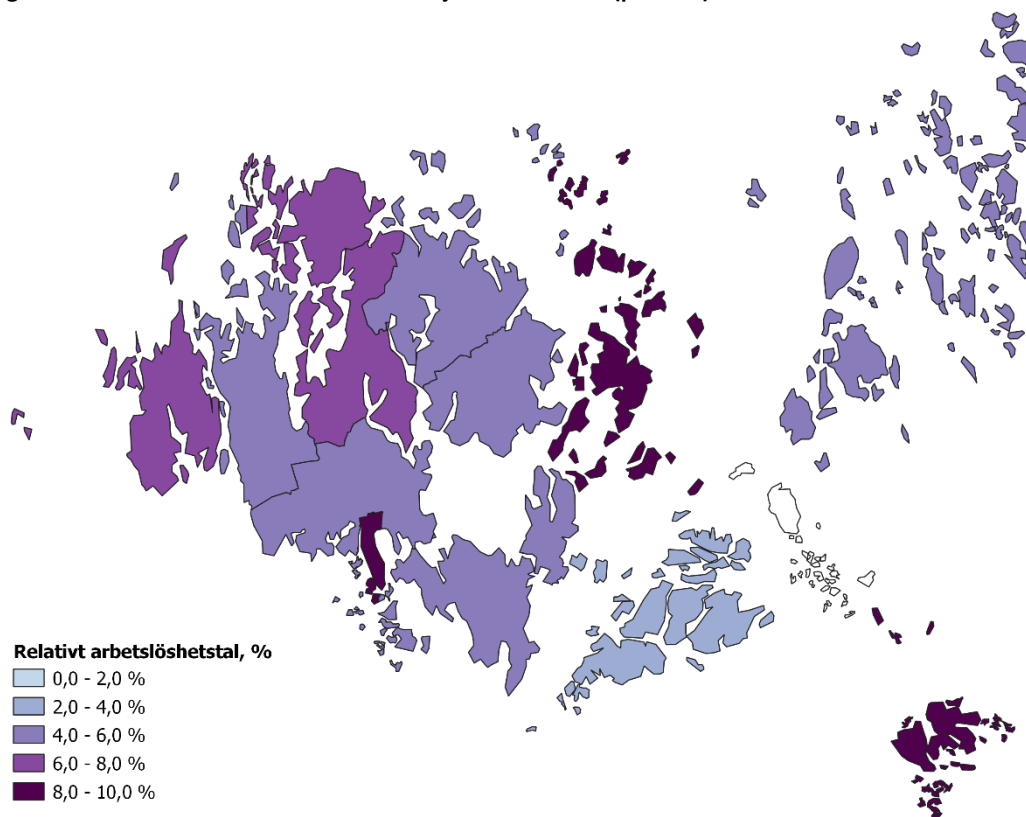 Relativt arbetslöshetstal, %
0,0 - 2,0 %
2,0 - 4,0 %
4,0 - 6,0 %
6,0 - 8,0 %
8,0 - 10,0 %